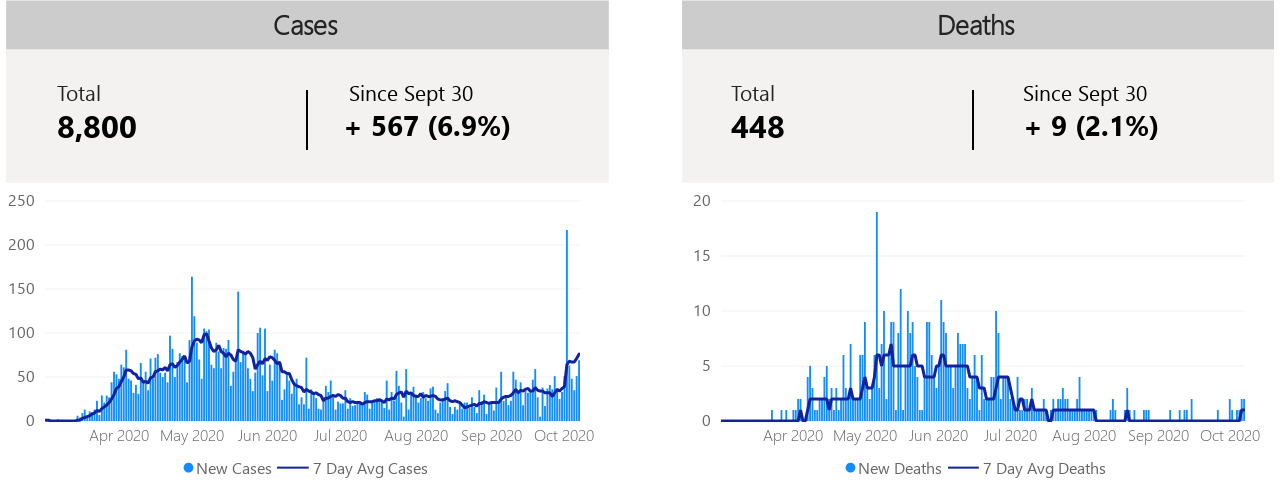 Cases
Total
8,800
Since Sept 30
+ 567 (6.9%)
250
200
150
100
50
0
Apr 2020 May 2020 Jun 2020 Jul 2020 Aug 2020 Sep 2020 Oct 2020
New Cases 7 Day Avg Cases
Deaths
Total
448
Since Sept 30
+ 9 (2.1%)
20
15
10
5
0
Apr 2020 May 2020 Jun 2020 Jul 2020 Aug 2020 Sep 2020 Oct 2020
New Deaths 7 Day Avg Deaths